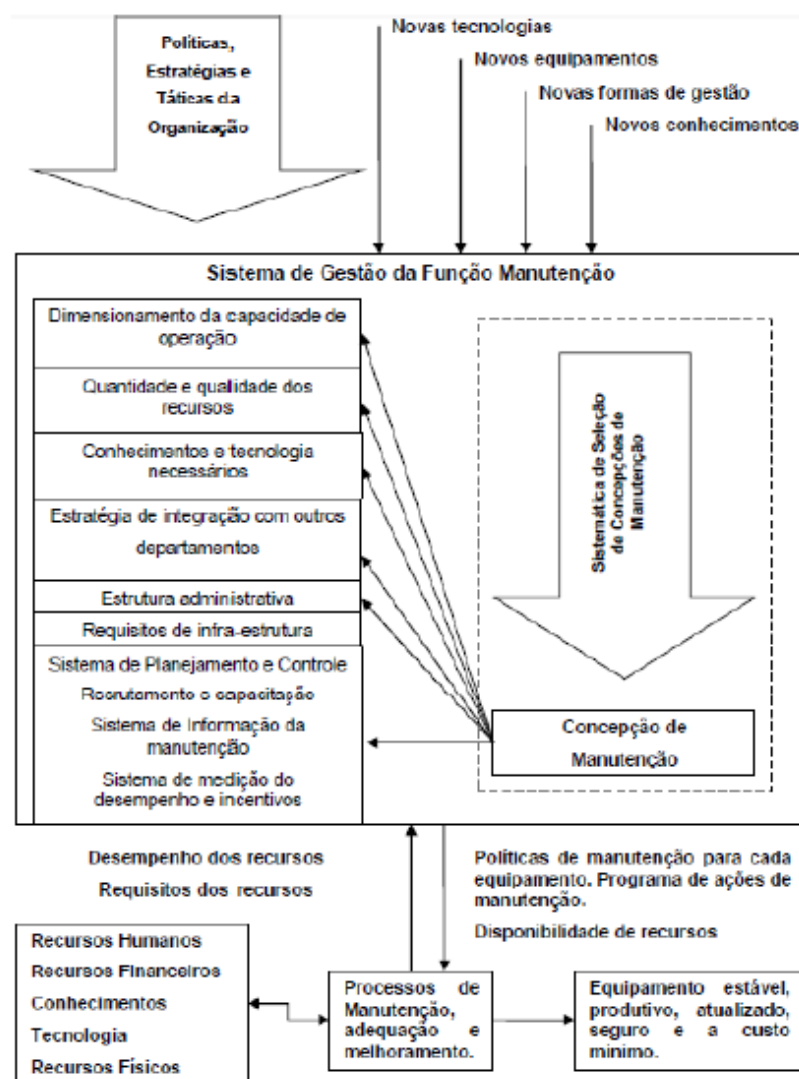 Políticas,
Estratégias e
Táticas da
Organização
Novas tecnologias
Novos equipamentos
Novas formas de gestão
Novos conhecimentos
Sistema de Gestão da Função Manutenção
Dimensionamento da capacidade de
operação
Quantidade e qualidade dos
recursos
Conhecimentos e tecnologia
necessários
Estratégia de integração com outros
departamentos
Estrutura administrativa
Requisitos de infra-estrutura
Sistema de Planejamento e Controle
Recrutamento e capacitação
Sistema de Informação da
manutenção
Sistema de medição do
desempenho e incentivos
Sistemática de Seleção
de Concepções de
Manutenção
Concepção de
Manutenção
Desempenho dos recursos
Requisitos dos recursos
Políticas de manutenção para cada
equipamento. Programa de ações de
manutenção.
Disponibilidade de recursos
Recursos Humanos
Recursos Financeiros
Conhecimentos
Tecnologia
Recursos Físicos
Processos de
Manutenção,
adequação e
melhoramento.
Equipamento estável,
produtivo, atualizado,
seguro e a custo
mínimo.